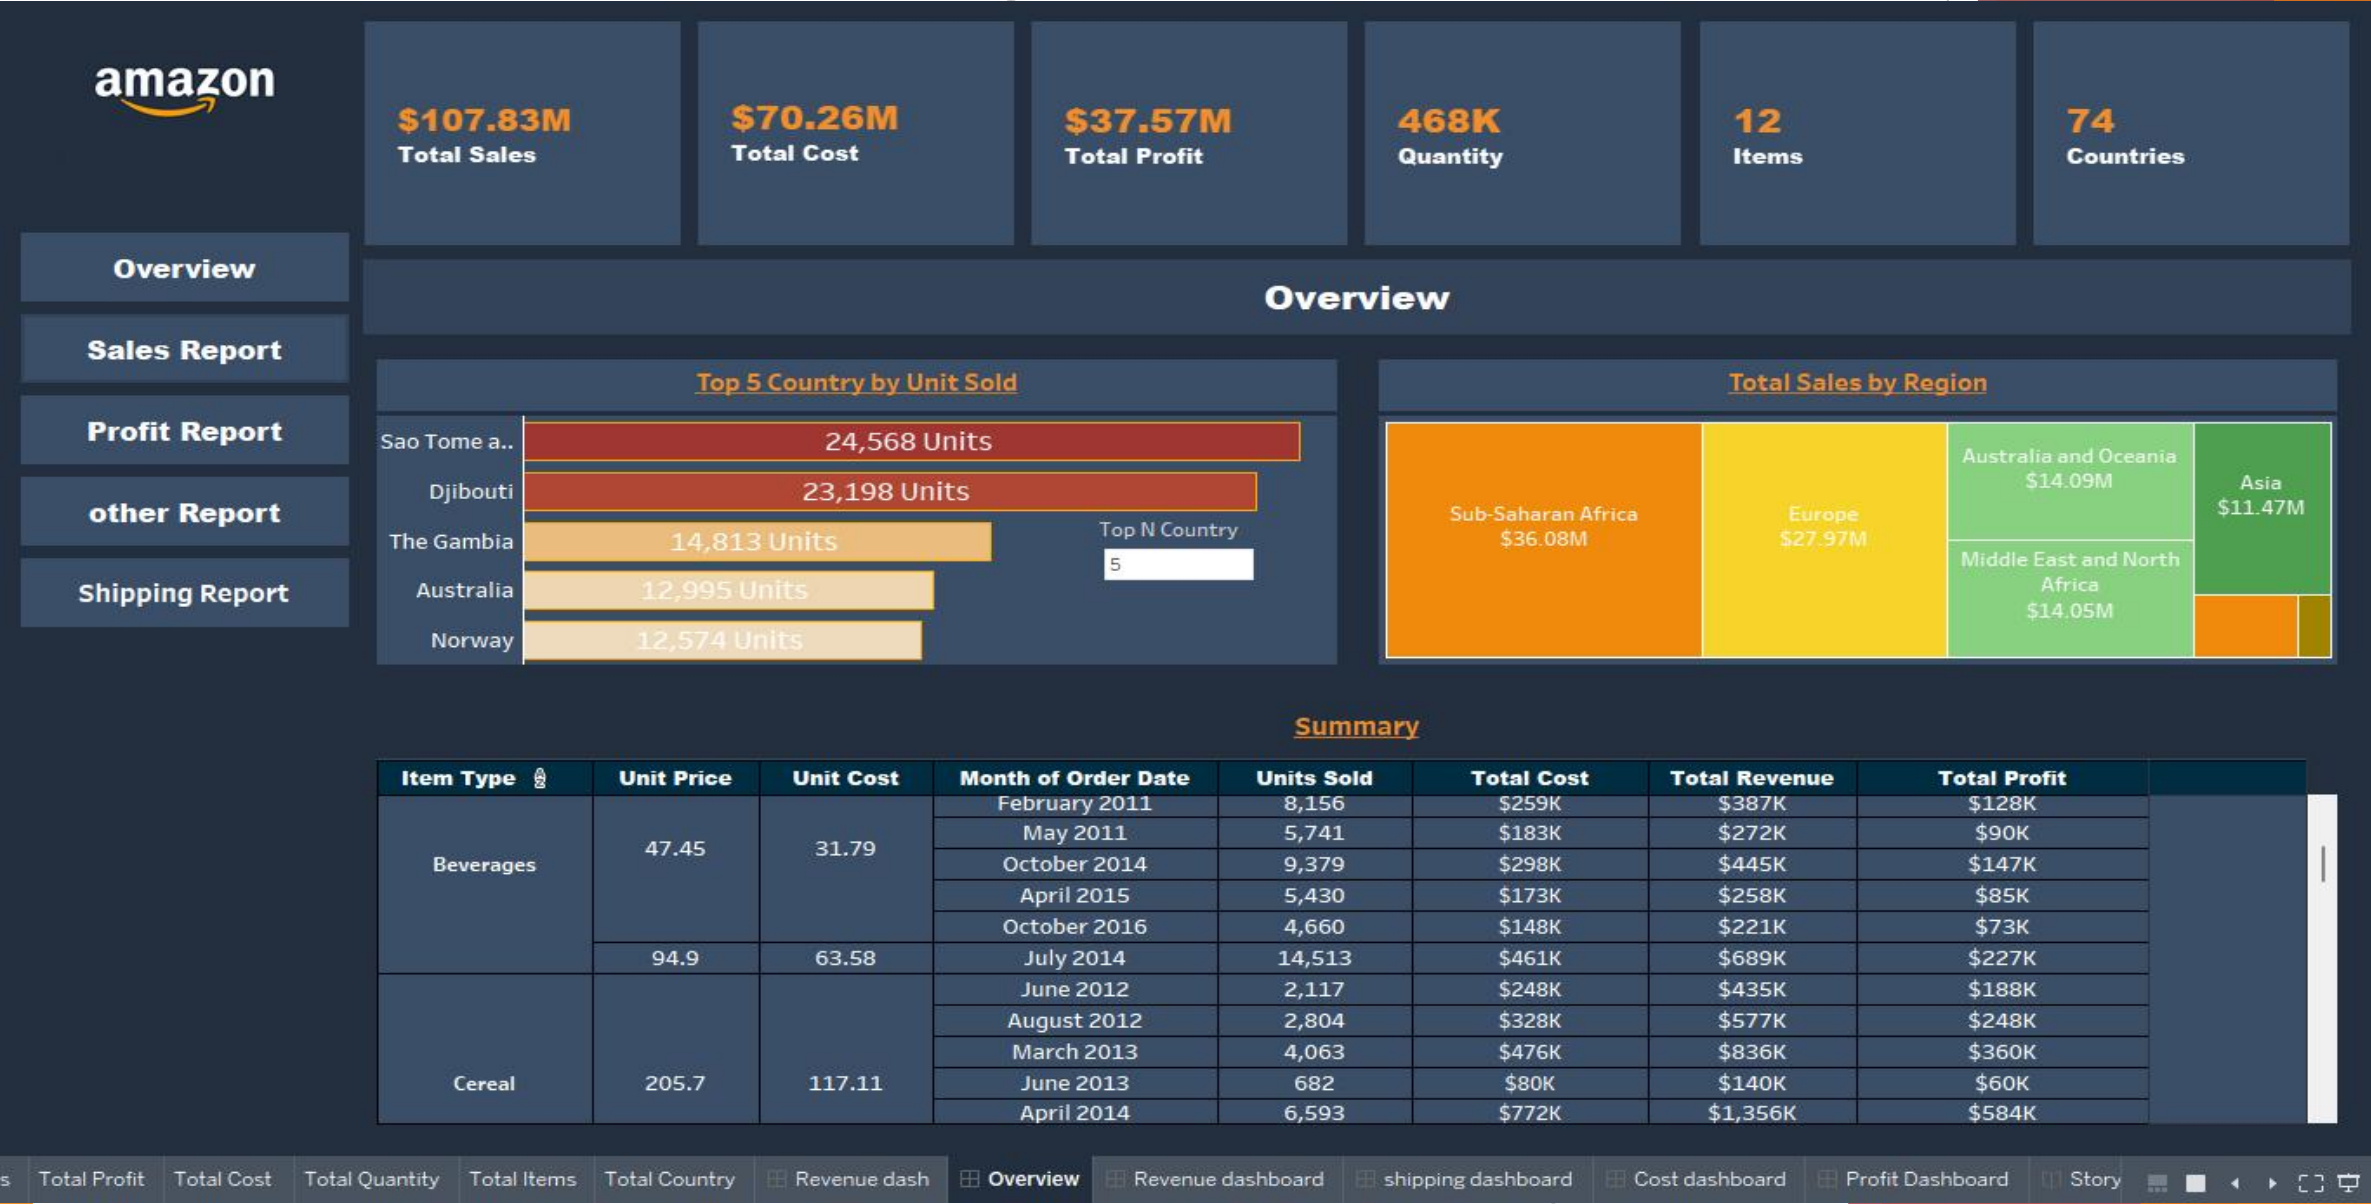 amazon
$107.83M
Total Sales
$70.26M
Total Cost
$37.57M
Total Profit
468K
Quantity
12
Items
74
Countries
Overview
Sales Report
Profit Report
other Report
Shipping Report
Overview
Top 5 Country by Unit Sold
Sao Tome a.. 24,568 Units
Djibouti 23,198 Units
The Gambia 14,813 Units
Australia 12,995 Units
Norway 12,574 Units
Top N Country
5
Total Sales by Region
Sub-Saharan Africa
$36.08M
Europe
$27.97M
Australia and Oceania
$14.09M
Middle East and North
Africa
$14.05M
Asia
$11.47M
Summary
Item Type Unit Price Unit Cost Month of Order Date Units Sold Total Cost Total Revenue Total Profit
Beverages 47.45 31.79 February 2011 8,156 $259K $387K $128K
May 2011 5,741 $183K $272K $90K
October 2014 9,379 $298K $445K $147K
April 2015 5,430 $173K $258K $85K
October 2016 4,660 $148K $221K $73K
94.9 63.58 July 2014 14,513 $461K $689K $227K
Cereal 205.7 117.11 June 2012 2,117 $248K $435K $188K
August 2012 2,804 $328K $577K $248K
March 2013 4,063 $476K $836K $360K
June 2013 682 $80K $140K $60K
April 2014 6,593 $772K $1,356K $584K
s Total Profit Total Cost Total Quantity Total Items Total Country Revenue dash Overview Revenue dashboard shipping dashboard Cost dashboard Profit Dashboard Story